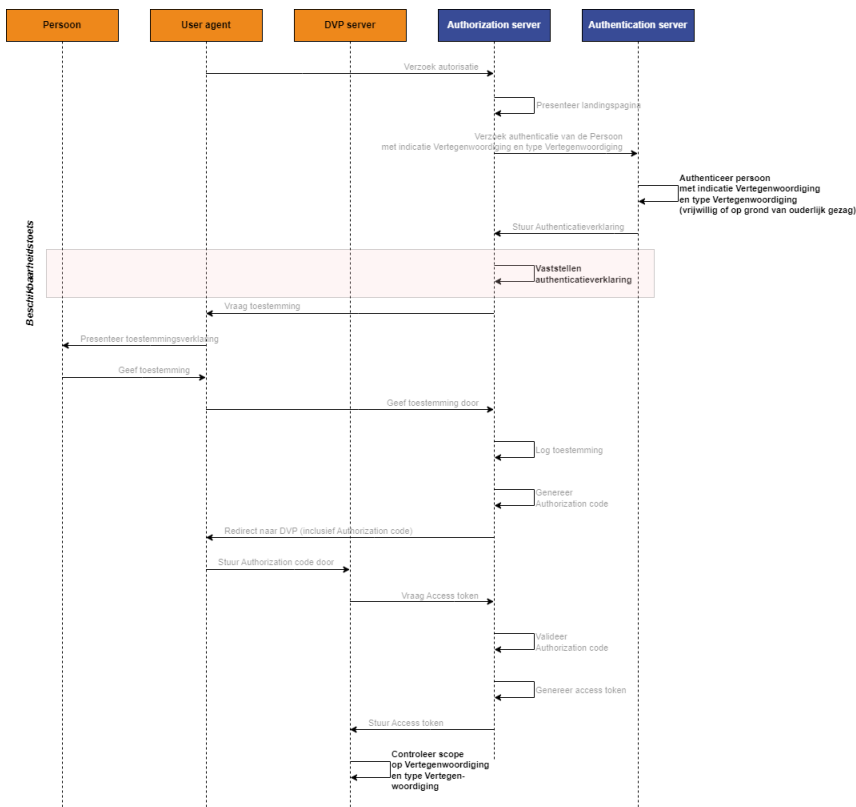 Persoon
User agent
DVP server
Authorization server
Authentication server
Verzoek autorisatie
Presenteer landingspagina
Verzoek authenticatie van de Persoon
met indicatie Vertegenwoordiging en type Vertegenwoordiging
Authenticeer persoon
met indicatie Vertegenwoordiging
en type Vertegenwoordiging
(vrijwillig of op grond van ouderlijk gezag)
Stuur Authenticatieverklaring
Beschikbaarheidstoets
Vaststellen
authenticatieverklaring
Vraag toestemming
Presenteer toestemmingsverklaring
Geef toestemming
Geef toestemming door
Log toestemming
Genereer
Authorization code
Redirect naar DVP (inclusief Authorization code)
Stuur Authorization code door
Vraag Access token
Valideer
Authorization code
Genereer access token
Stuur Access token
Controleer scope
op Vertegenwoordiging
en type Vertegen-
woordiging